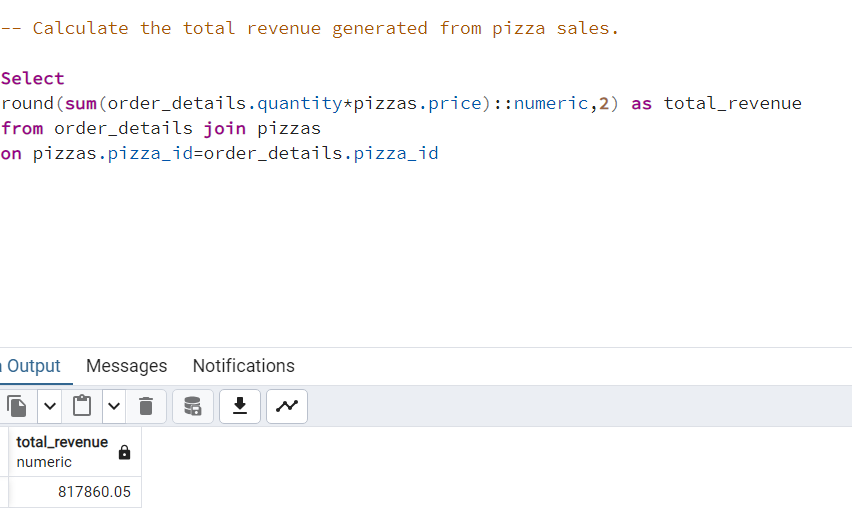 -- Calculate the total revenue generated from pizza sales.
Select
round(sum(order_details.quantity*pizzas.price)::numeric,2) as total_revenue
from order_details join pizzas
on pizzas.pizza_id=order_details.pizza_id
Output Messages Notifications
total_revenue
numeric
817860.05